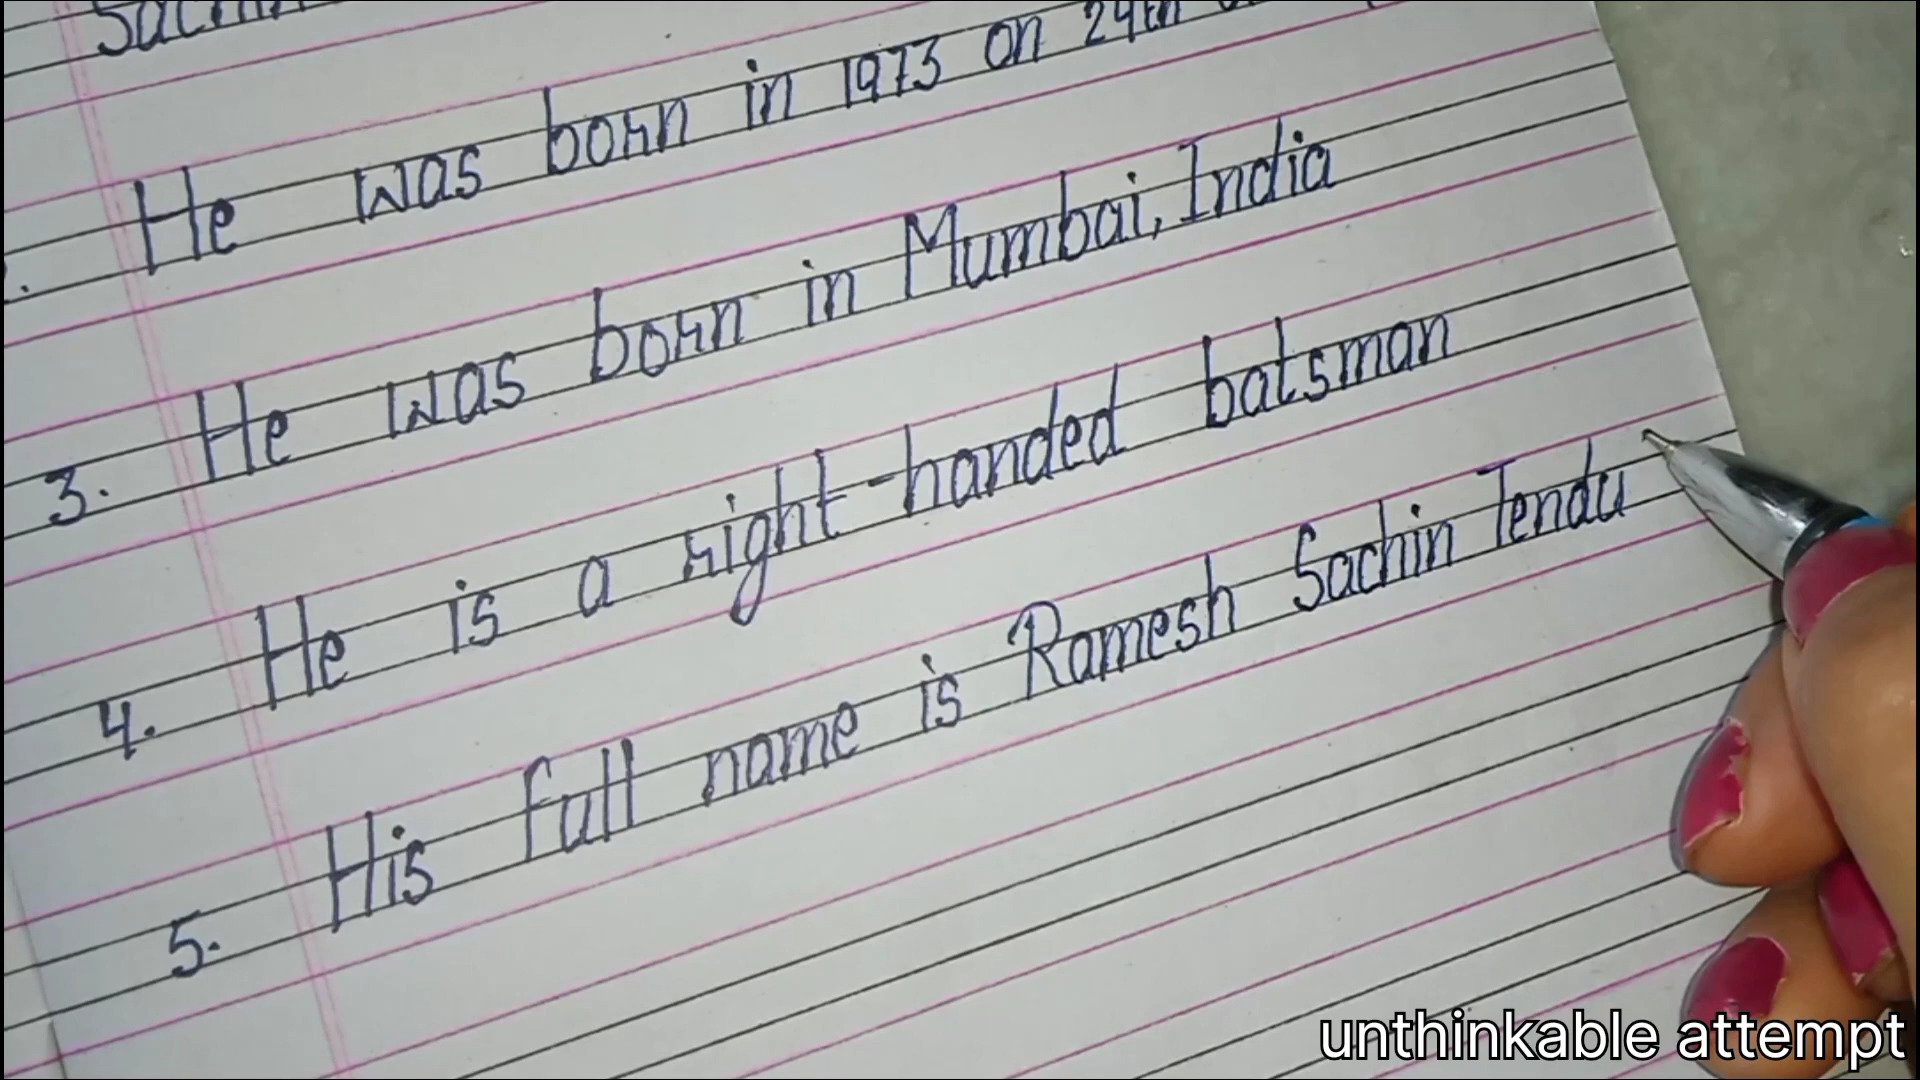 He was born in 1973 on 24th
He was born in Mumbai, India
3. He is a right-handed batsman
4. His full name is Ramesh Sachin Tendu
5.
unthinkable attempt